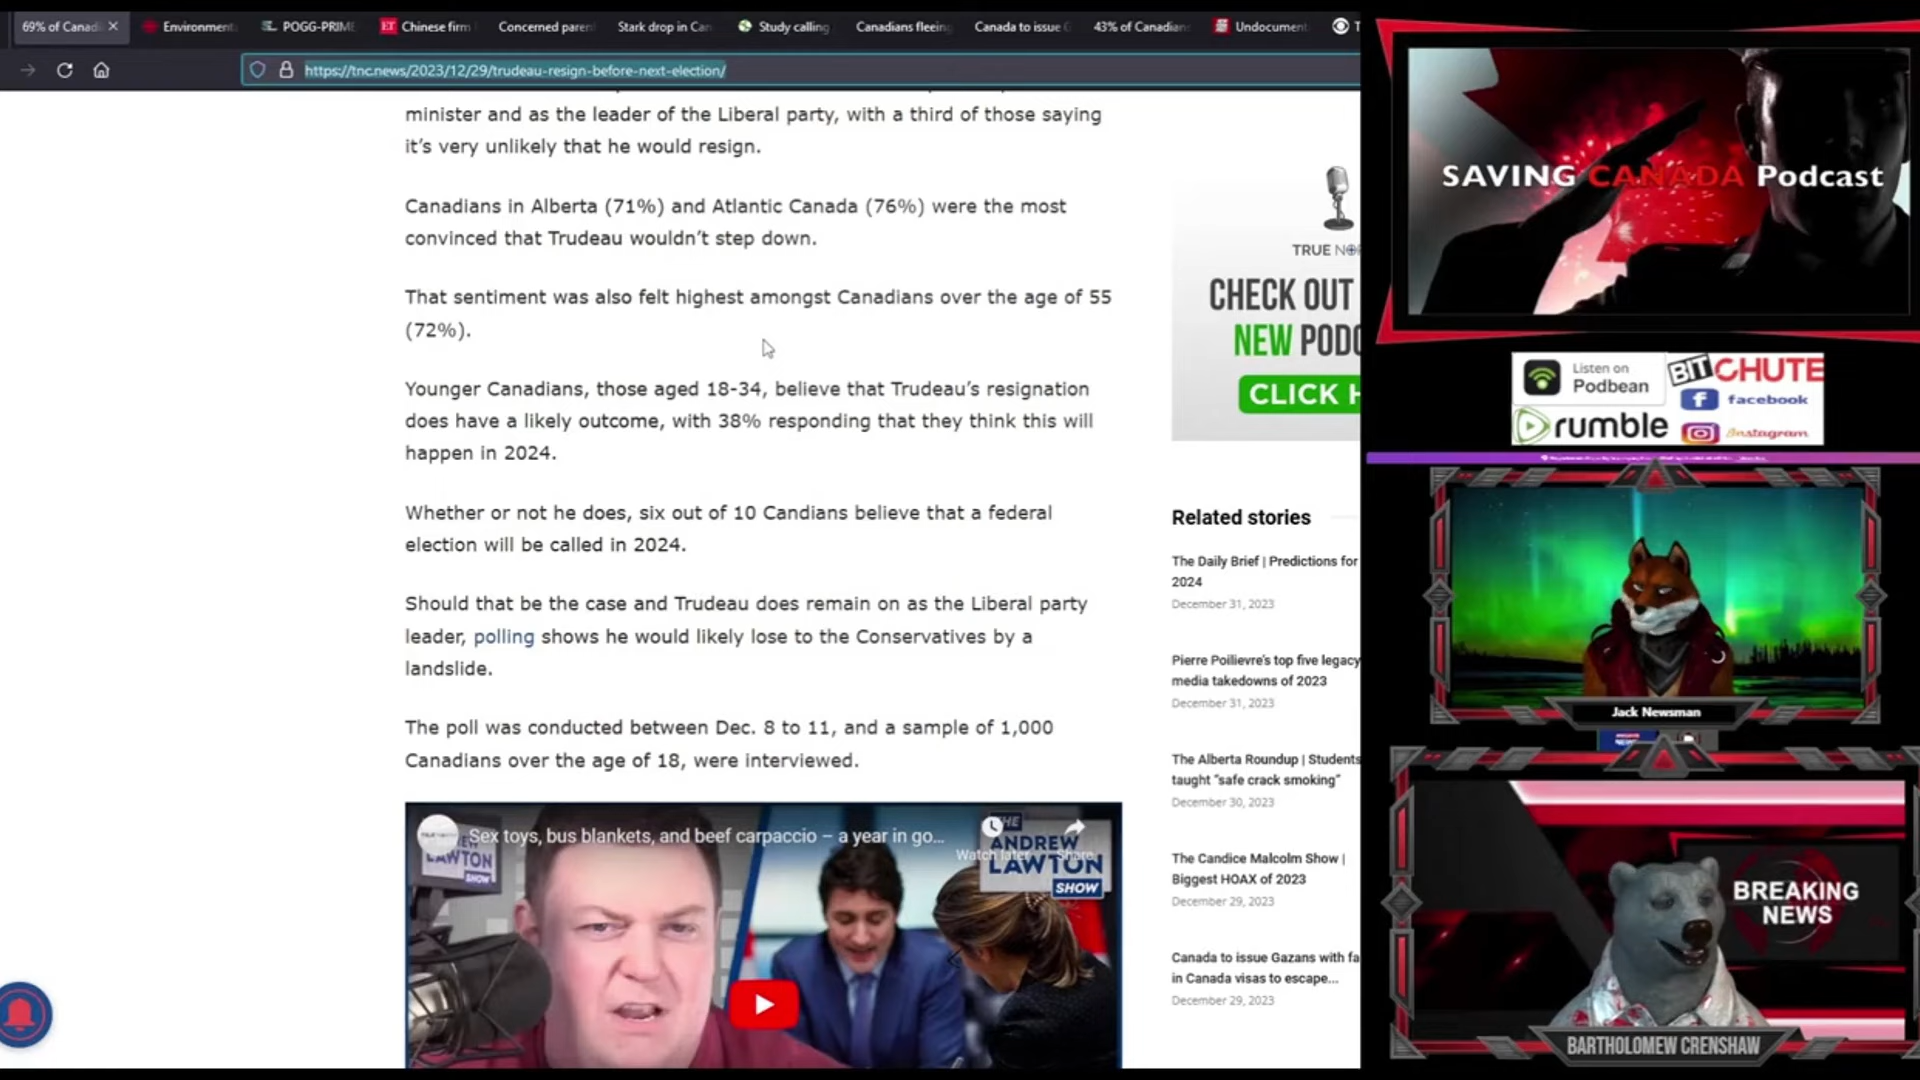 69% of Canadi
Environmenta
POGG-PRIME
ET Chinese firm
Concerned paren
Stark drop in Can
Study calling
Canadians fleein
Canada to issue G
43% of Canadian
Undocument
T
https://tnc.news/2023/12/29/trudeau-resign-before-next-election/
minister and as the leader of the Liberal party, with a third of those saying
it’s very unlikely that he would resign.
Canadians in Alberta (71%) and Atlantic Canada (76%) were the most
convinced that Trudeau wouldn’t step down.
That sentiment was also felt highest amongst Canadians over the age of 55
(72%).
Younger Canadians, those aged 18-34, believe that Trudeau’s resignation
does have a likely outcome, with 38% responding that they think this will
happen in 2024.
Whether or not he does, six out of 10 Candians believe that a federal
election will be called in 2024.
Should that be the case and Trudeau does remain on as the Liberal party
leader, polling shows he would likely lose to the Conservatives by a
landslide.
The poll was conducted between Dec. 8 to 11, and a sample of 1,000
Canadians over the age of 18, were interviewed.
Sex toys, bus blankets, and beef carpaccio – a year in go...
Watch later
Share
LAWTON
SHOW
THE
ANDREW
LAWTON
SHOW
TRUE NOR
CHECK OUT
NEW PODC
CLICK H
Related stories
The Daily Brief | Predictions for
2024
December 31, 2023
Pierre Poilievre’s top five legacy
media takedowns of 2023
December 31, 2023
The Alberta Roundup | Students
taught “safe crack smoking”
December 30, 2023
The Candice Malcolm Show |
Biggest HOAX of 2023
December 29, 2023
Canada to issue Gazans with fa
in Canada visas to escape...
December 29, 2023
SAVING CANADA Podcast
Listen on
Podbean
BITCHUTE
facebook
rumble
Instagram
Jack Newsman
BREAKING
NEWS
BARTHOLOMEW CRENSHAW